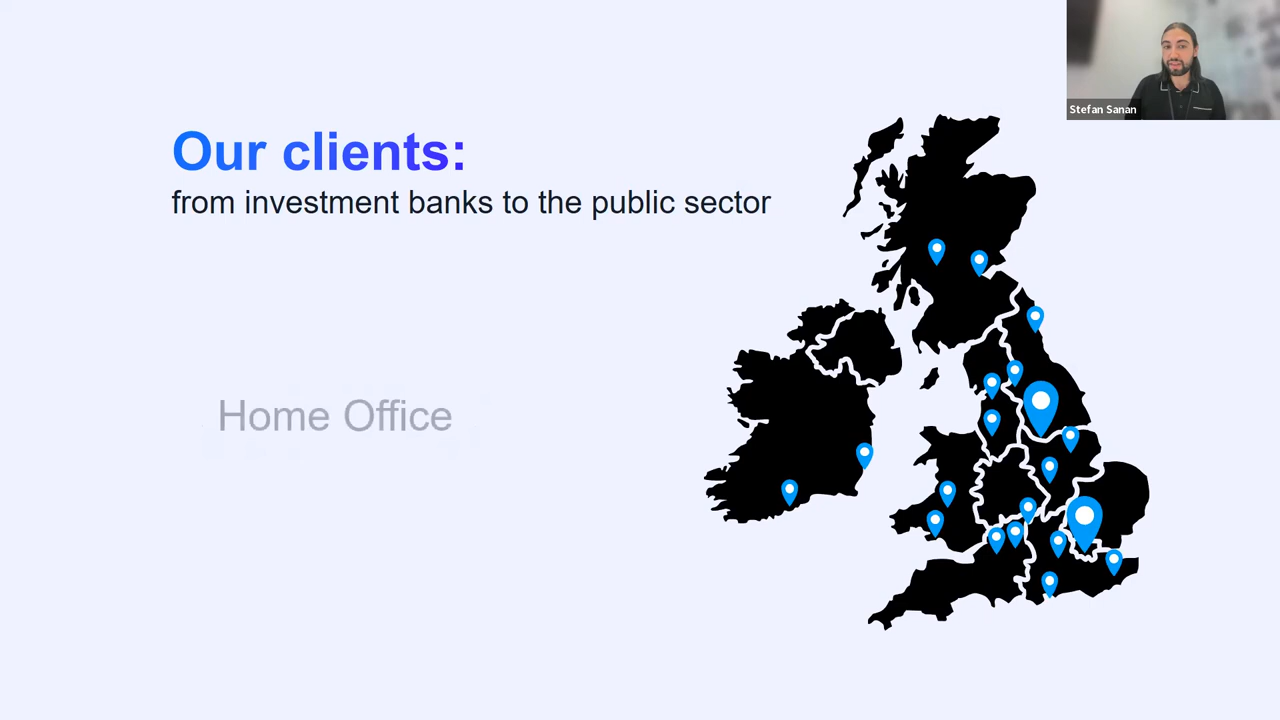 Stefan Sanan
Our clients:
from investment banks to the public sector
Home Office